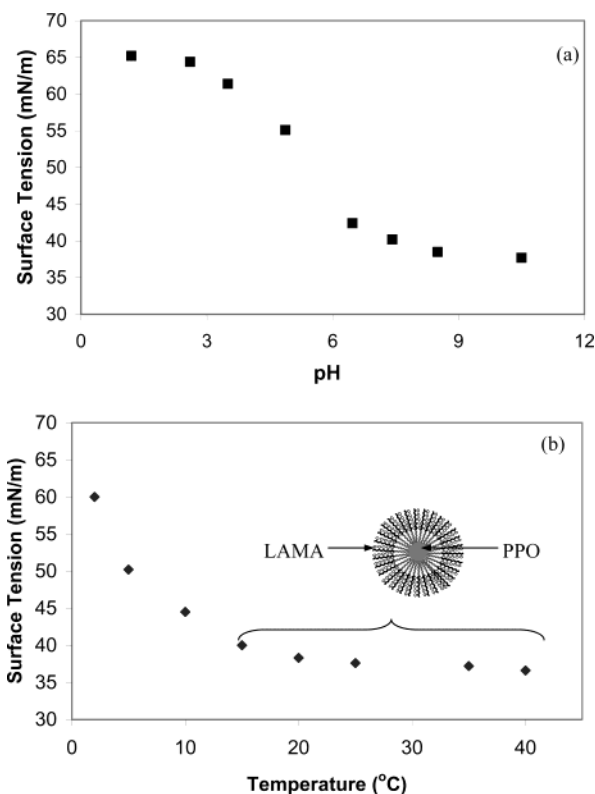 (a)
Surface Tension (mN/m)
70
65
60
55
50
45
40
35
30
0 3 6 9 12
pH
(b)
Surface Tension (mN/m)
70
65
60
55
50
45
40
35
30
LAMA PPO
0 10 20 30 40
Temperature (°C)